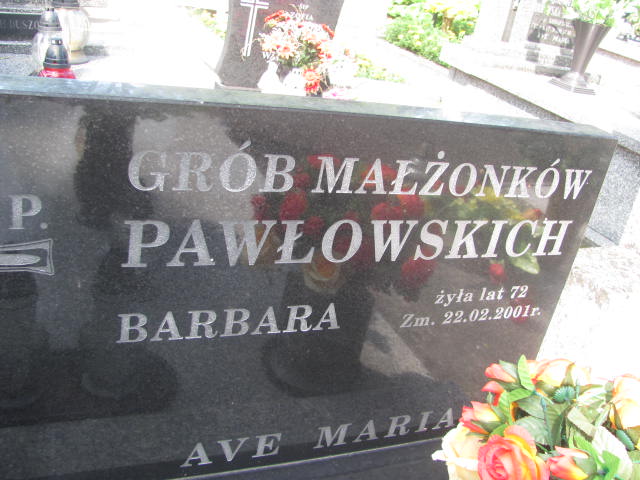 GRÓB MAŁŻONKÓW
PAWŁOWSKICH
P.
BARBARA
żyła lat 72
Zm. 22.02.2001r.
AVE MARIA